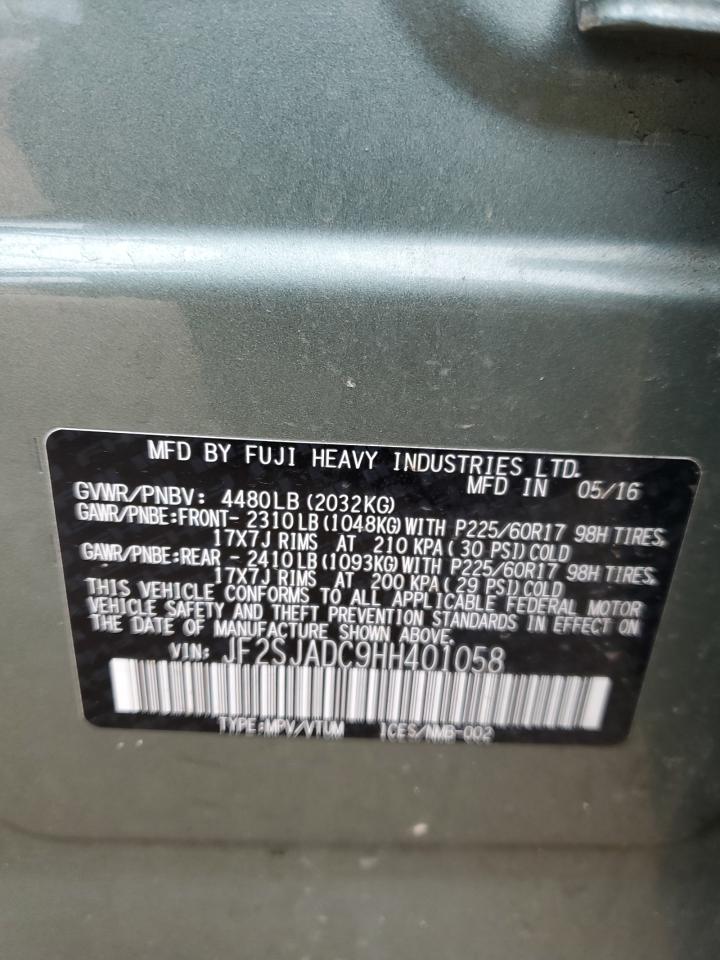 MFD BY FUJI HEAVY INDUSTRIES LTD.
MFD IN 05/16
GVWR/PNBV: 4480LB(2032KG)
GAWR/PNBE:FRONT- 2310LB(1048KG)WITH P225/60R17 98H TIRES.
17X7J RIMS AT 210 KPA( 30 PSI)COLD
GAWR/PNBE:REAR - 2410LB(1093KG)WITH P225/60R17 98H TIRES.
17X7J RIMS AT 200 KPA( 29 PSI)COLD
THIS VEHICLE CONFORMS TO ALL APPLICABLE FEDERAL MOTOR
VEHICLE SAFETY AND THEFT PREVENTION STANDARDS IN EFFECT ON
THE DATE OF MANUFACTURE SHOWN ABOVE.
VIN: JF2SJADC9HH401058
TYPE:MPV/VTUM ICES/NMB-002